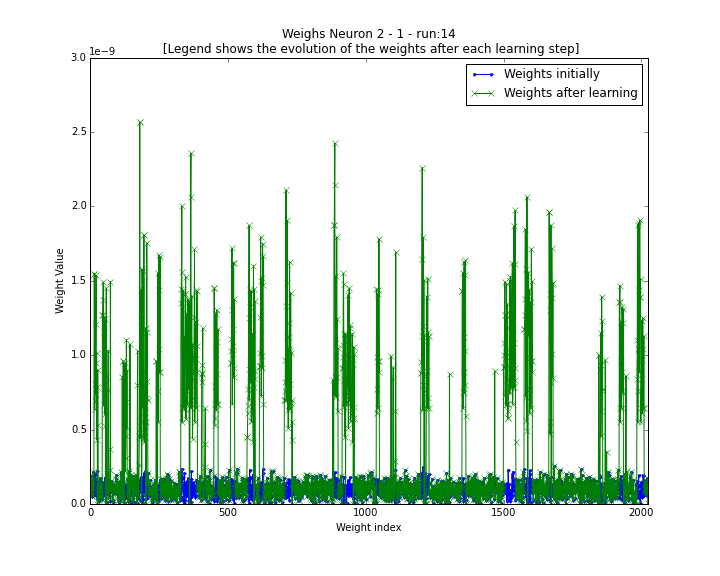 Weighs Neuron 2 - 1 - run:14
[Legend shows the evolution of the weights after each learning step]
1e−9
3.0
Weights initially
Weights after learning
2.5
2.0
1.5
1.0
0.5
0.0
Weight Value
0 500 1000 1500 2000
Weight index